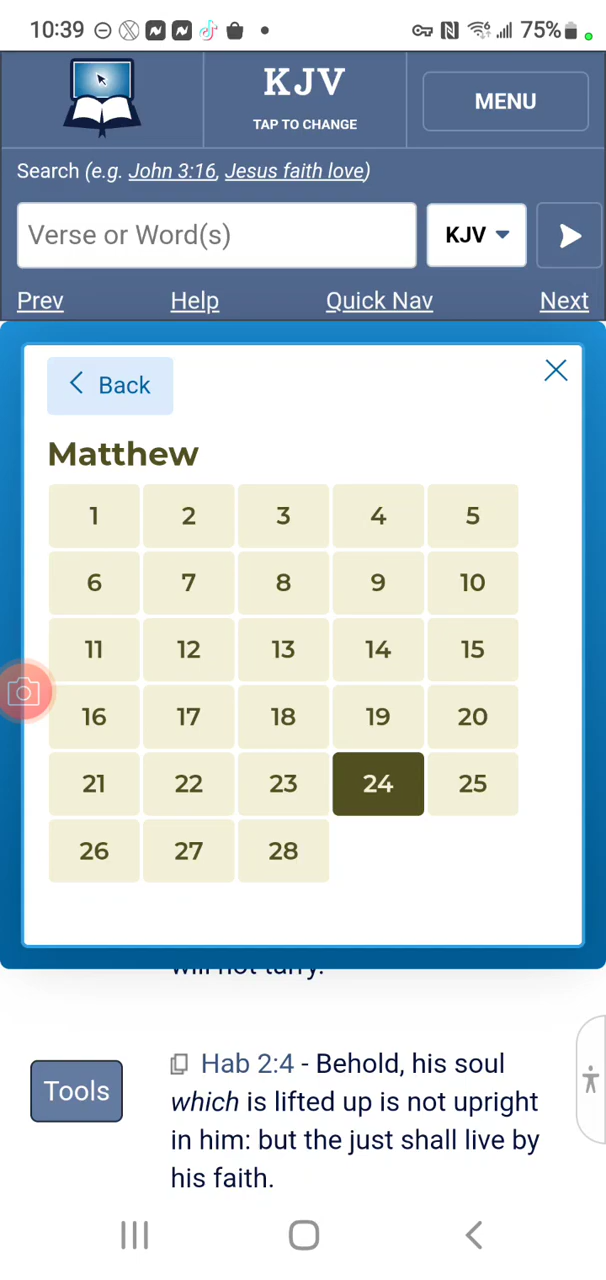 10:39 75%
KJV
TAP TO CHANGE
MENU
Search (e.g. John 3:16, Jesus faith love)
Verse or Word(s) KJV
Prev Help Quick Nav Next
Back
Matthew
1 2 3 4 5
6 7 8 9 10
11 12 13 14 15
16 17 18 19 20
21 22 23 24 25
26 27 28
will not tarry.
Hab 2:4 - Behold, his soul
Tools
which is lifted up is not upright
in him: but the just shall live by
his faith.